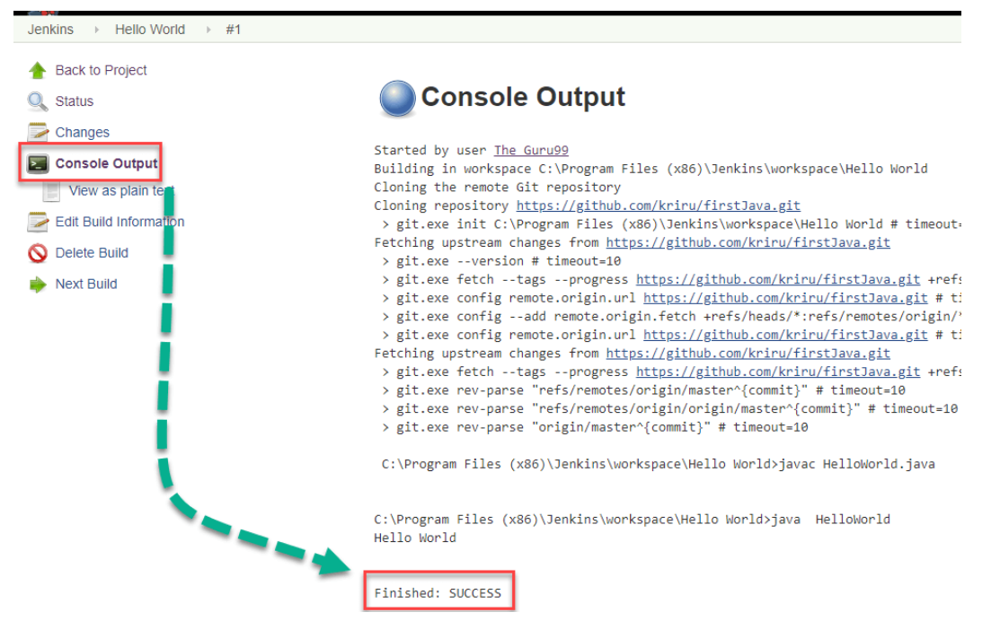 Jenkins Hello World #1
Back to Project
Status
Changes
Console Output
View as plain
Edit Build Information
Delete Build
Next Build
Console Output
Started by user The Guru99
Building in workspace C:\Program Files (x86)\Jenkins\workspace\Hello World
Cloning the remote Git repository
Cloning repository https://github.com/kriru/firstJava.git
> git.exe init C:\Program Files (x86)\Jenkins\workspace\Hello World # timeout=
Fetching upstream changes from https://github.com/kriru/firstJava.git
> git.exe --version # timeout=10
> git.exe fetch --tags --progress https://github.com/kriru/firstJava.git +refs
> git.exe config remote.origin.url https://github.com/kriru/firstJava.git # ti
> git.exe config --add remote.origin.fetch +refs/heads/*:refs/remotes/origin/*
> git.exe config remote.origin.url https://github.com/kriru/firstJava.git # ti
Fetching upstream changes from https://github.com/kriru/firstJava.git
> git.exe fetch --tags --progress https://github.com/kriru/firstJava.git +refs
> git.exe rev-parse "refs/remotes/origin/master^{commit}" # timeout=10
> git.exe rev-parse "refs/remotes/origin/origin/master^{commit}" # timeout=10
> git.exe rev-parse "origin/master^{commit}" # timeout=10
C:\Program Files (x86)\Jenkins\workspace\Hello World>javac HelloWorld.java
C:\Program Files (x86)\Jenkins\workspace\Hello World>java HelloWorld
Hello World
Finished: SUCCESS